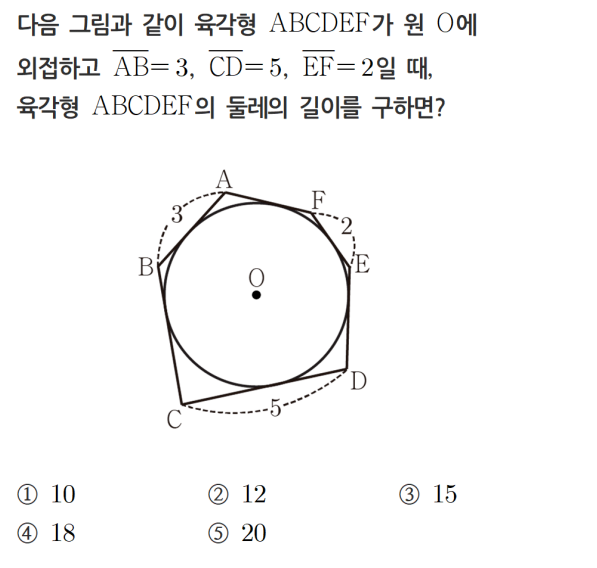 다음 그림과 같이 육각형 ABCDEF가 원 O에
외접하고 $\overline{AB}=3$, $\overline{CD}=5$, $\overline{EF}=2$일 때,
육각형 ABCDEF의 둘레의 길이를 구하면?
A
F
3
2
B
E
O
D
5
C
① 10 ② 12 ③ 15
④ 18 ⑤ 20